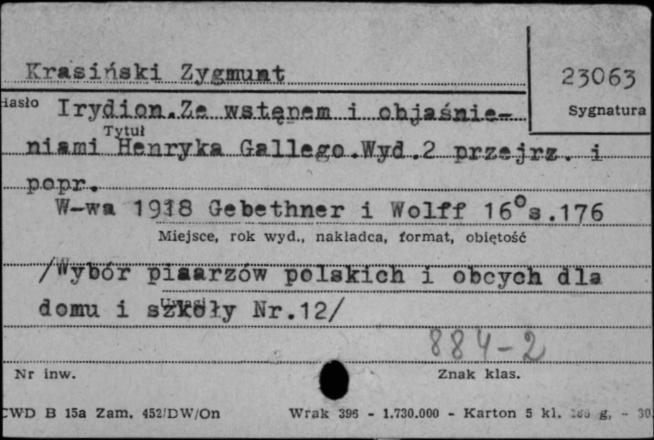 Krasiński Zygmunt
23063
Hasło
Sygnatura
Irydion.Ze wstępem i objaśnie-
Tytuł
niami Henryka Gallego.Wyd.2 przejrz. i
popr.
W-wa 1918 Gebethner i Wolff 16°s.176
Miejsce, rok wyd., nakładca, format, objętość
/Wybór pisarzów polskich i obcych dla
domu i szkoły Nr.12/
Uwagi
884-2
Nr inw.
Znak klas.
CWD B 15a Zam. 452/DW/On
Wrak 396 - 1.730.000 - Karton 5 kl. g. - 30.